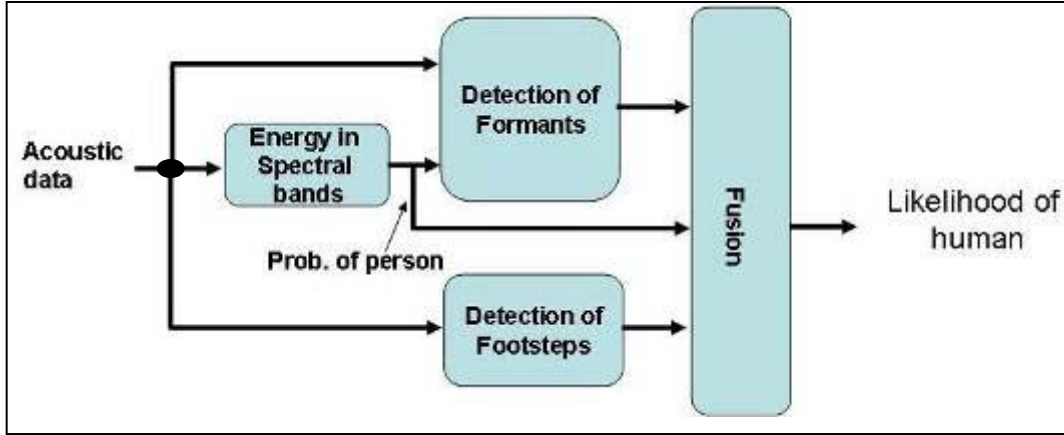 Acoustic
data
Energy in
Spectral
bands
Prob. of person
Detection of
Formants
Detection of
Footsteps
Fusion
Likelihood of
human